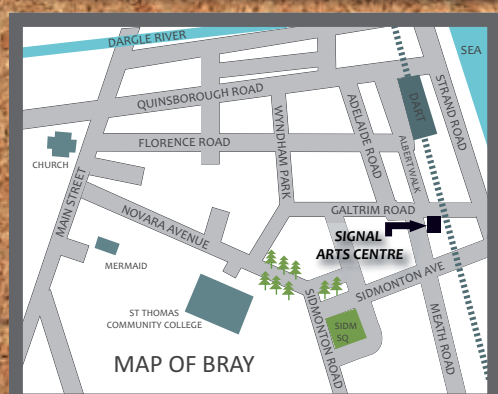 DARGLE RIVER
SEA
QUINSBOROUGH ROAD
DART
STRAND ROAD
ADELAIDE ROAD
ALBERT WALK
WYNDHAM PARK
FLORENCE ROAD
CHURCH
MAIN STREET
NOVARA AVENUE
GALTRIM ROAD
SIGNAL
ARTS CENTRE
MERMAID
SIDMONTON AVE
ST THOMAS
COMMUNITY COLLEGE
SIDMONTON ROAD
SIDM
SQ
MEATH ROAD
MAP OF BRAY